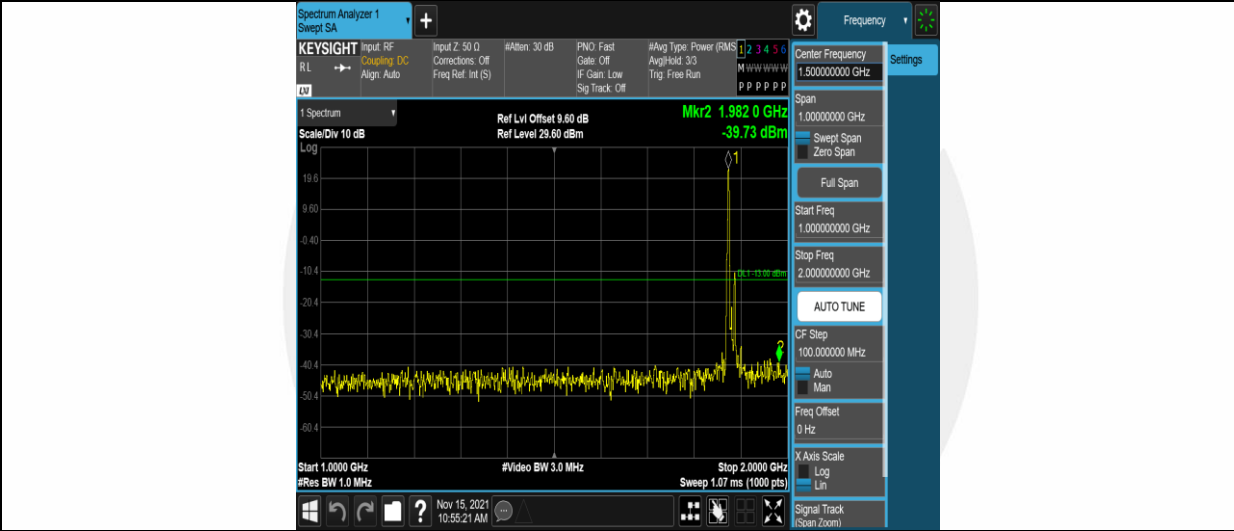 Spectrum Analyzer 1
Swept SA
+
Frequency
KEYSIGHT
RL
LXI
Input: RF
Coupling: DC
Align: Auto
Input Z: 50 Ω
Corrections: Off
Freq Ref: Int (S)
#Atten: 30 dB
PNO: Fast
Gate: Off
IF Gain: Low
Sig Track: Off
#Avg Type: Power (RMS
Avg|Hold: 3/3
Trig: Free Run
1 2 3 4 5 6
M W W W W W
P P P P P P
1 Spectrum
Scale/Div 10 dB
Ref Lvl Offset 9.60 dB
Ref Level 29.60 dBm
Mkr2 1.982 0 GHz
-39.73 dBm
Log
1
19.6
9.60
-0.40
-10.4
DL1 -13.00 dBm
-20.4
-30.4
2
-40.4
-50.4
-60.4
Start 1.0000 GHz
#Video BW 3.0 MHz
Stop 2.0000 GHz
#Res BW 1.0 MHz
Sweep 1.07 ms (1000 pts)
?
Nov 15, 2021
10:55:21 AM
Center Frequency
1.500000000 GHz
Settings
Span
1.00000000 GHz
Swept Span
Zero Span
Full Span
Start Freq
1.000000000 GHz
Stop Freq
2.000000000 GHz
AUTO TUNE
CF Step
100.000000 MHz
Auto
Man
Freq Offset
0 Hz
X Axis Scale
Log
Lin
Signal Track
(Span Zoom)